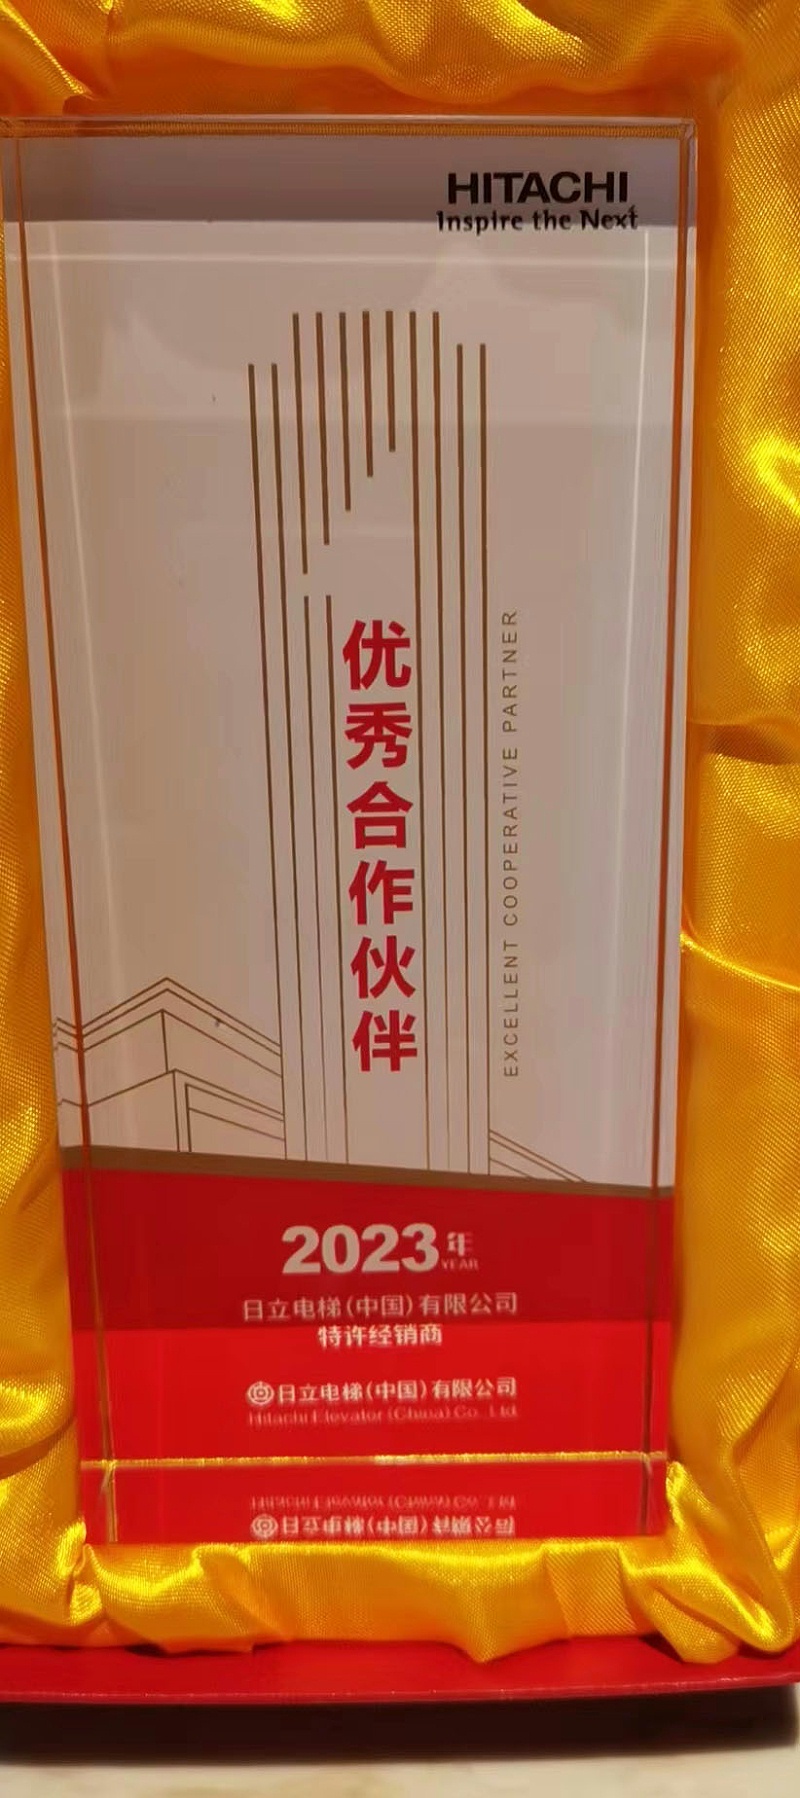 HITACHI
Inspire the Next
优秀合作伙伴
EXCELLENT COOPERATIVE PARTNER
2023年
YEAR
日立电梯(中国)有限公司
特许经销商
日立电梯(中国)有限公司
Hitachi Elevator (China) Co., Ltd.